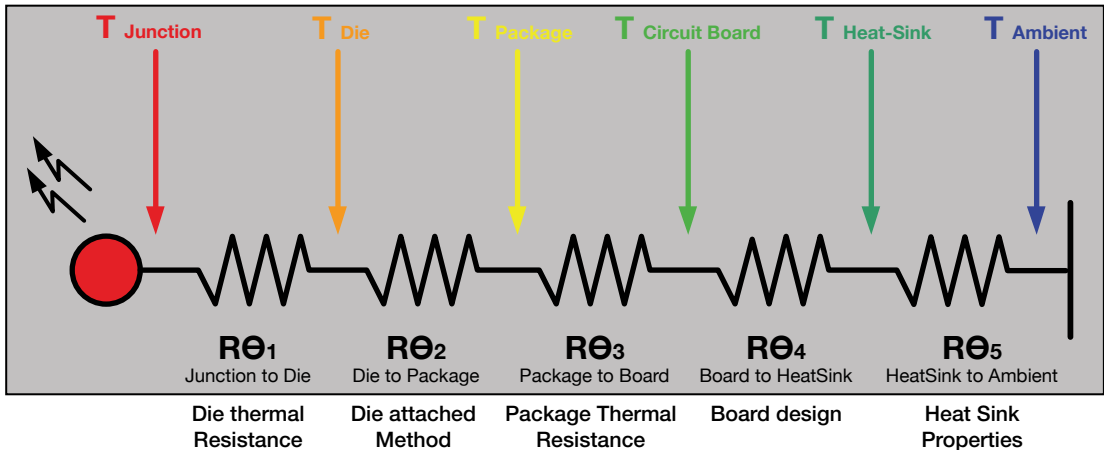 T Junction
T Die
T Package
T Circuit Board
T Heat-Sink
T Ambient
RΘ1
RΘ2
RΘ3
RΘ4
RΘ5
Junction to Die
Die to Package
Package to Board
Board to HeatSink
HeatSink to Ambient
Die thermal
Resistance
Die attached
Method
Package Thermal
Resistance
Board design
Heat Sink
Properties